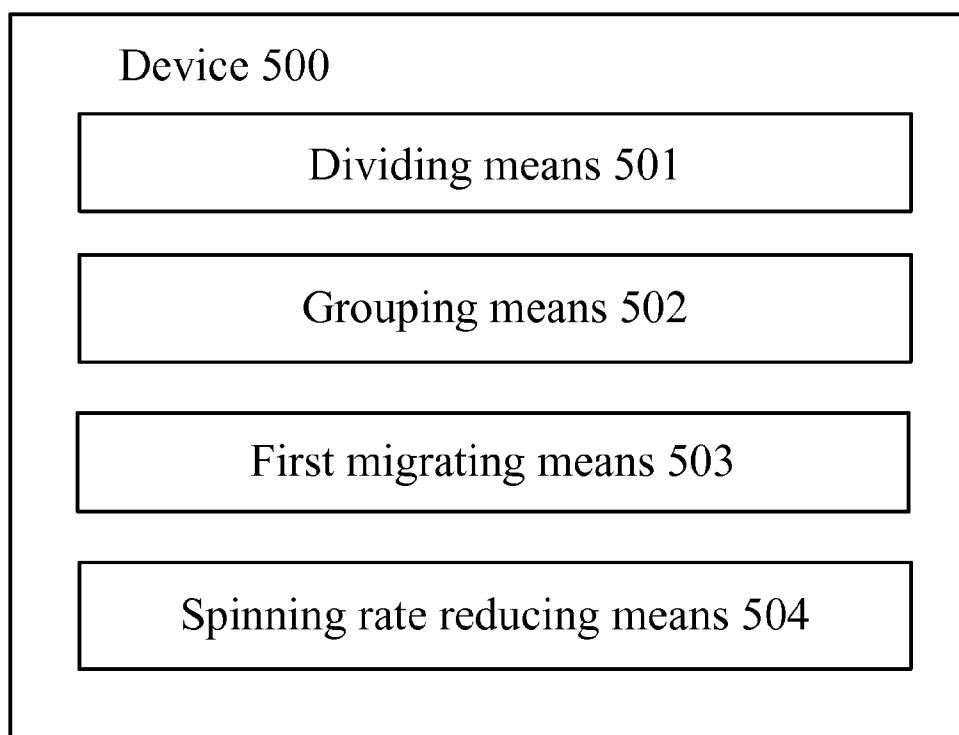 Device 500
Dividing means 501
Grouping means 502
First migrating means 503
Spinning rate reducing means 504